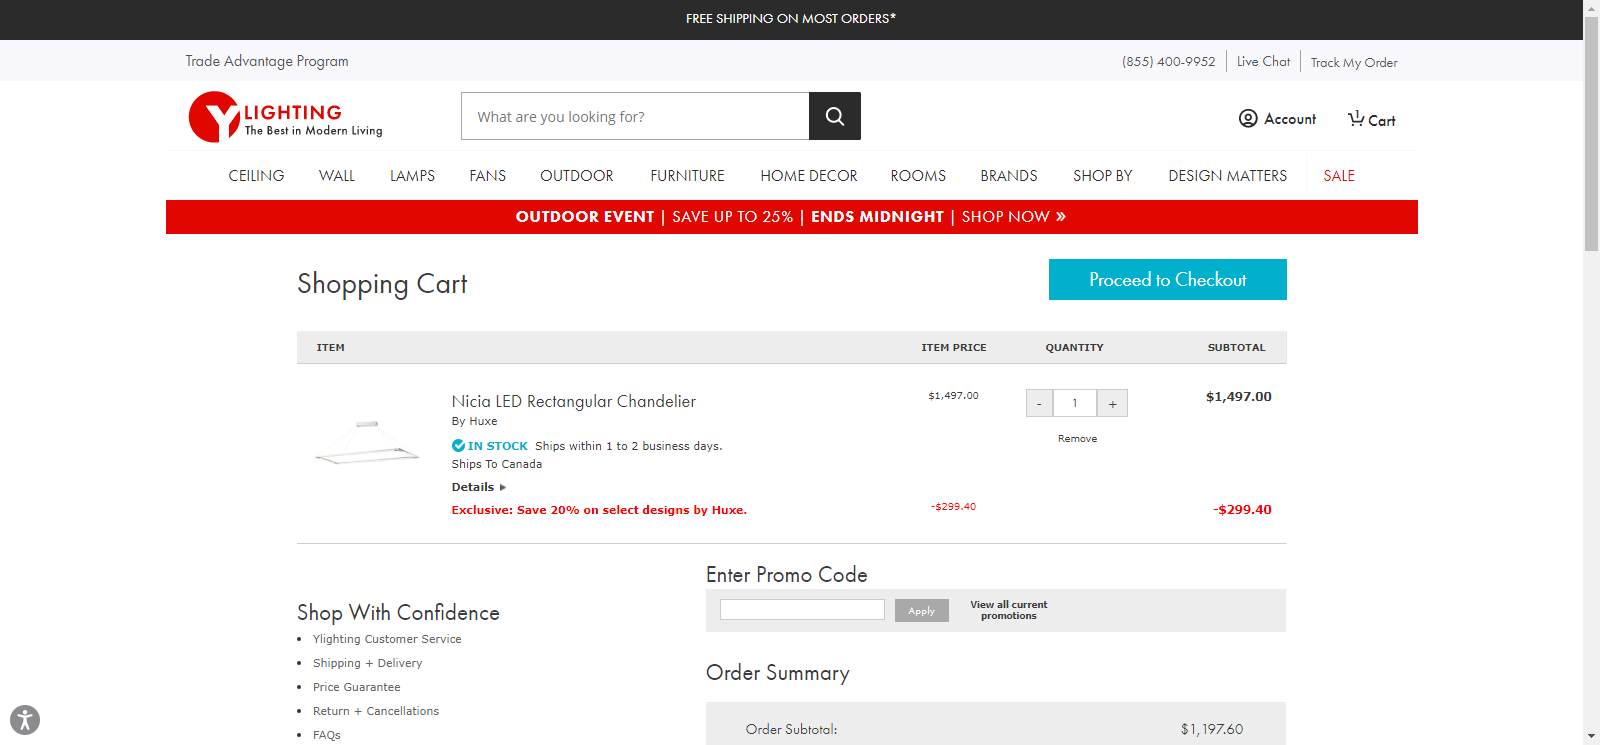 FREE SHIPPING ON MOST ORDERS*
Trade Advantage Program
(855) 400-9952
Live Chat
Track My Order
Y LIGHTING
The Best in Modern Living
What are you looking for?
Account
1
Cart
CEILING WALL LAMPS FANS OUTDOOR FURNITURE HOME DECOR ROOMS BRANDS SHOP BY DESIGN MATTERS SALE
OUTDOOR EVENT | SAVE UP TO 25% | ENDS MIDNIGHT | SHOP NOW »
Shopping Cart
Proceed to Checkout
ITEM ITEM PRICE QUANTITY SUBTOTAL
Nicia LED Rectangular Chandelier
By Huxe
IN STOCK Ships within 1 to 2 business days.
Ships To Canada
Details
Exclusive: Save 20% on select designs by Huxe.
$1,497.00
-$299.40
- 1 +
Remove
$1,497.00
-$299.40
Shop With Confidence
Ylighting Customer Service
Shipping + Delivery
Price Guarantee
Return + Cancellations
FAQs
Enter Promo Code
Apply
View all current
promotions
Order Summary
Order Subtotal: $1,197.60